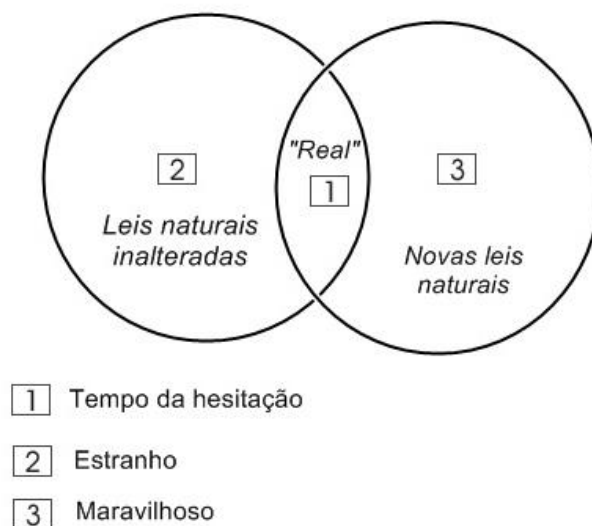 "Real"
2
1
3
Leis naturais
inalteradas
Novas leis
naturais
1 Tempo da hesitação
2 Estranho
3 Maravilhoso